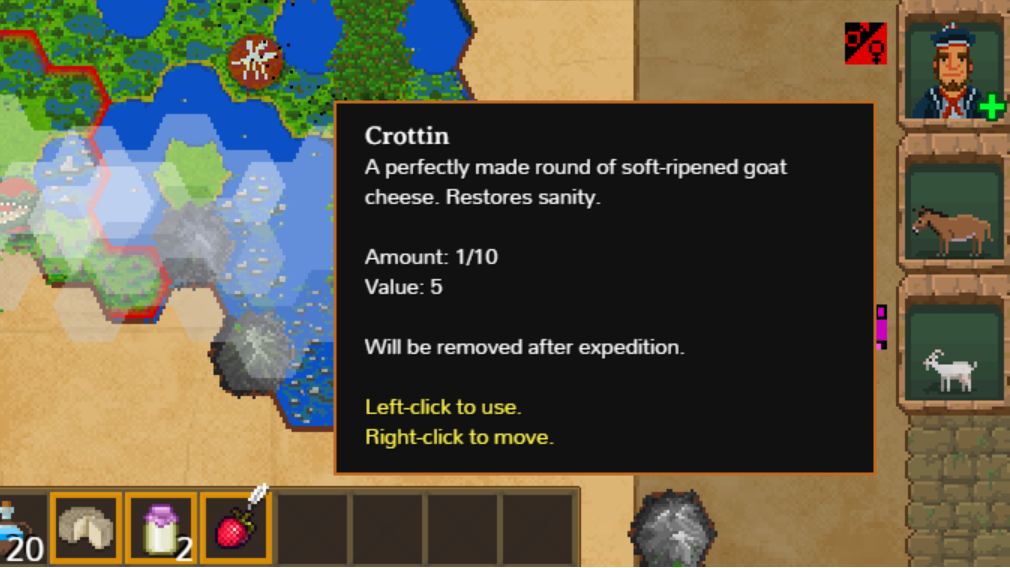 Crottin
A perfectly made round of soft-ripened goat
cheese. Restores sanity.
Amount: 1/10
Value: 5
Will be removed after expedition.
Left-click to use.
Right-click to move.
20
2